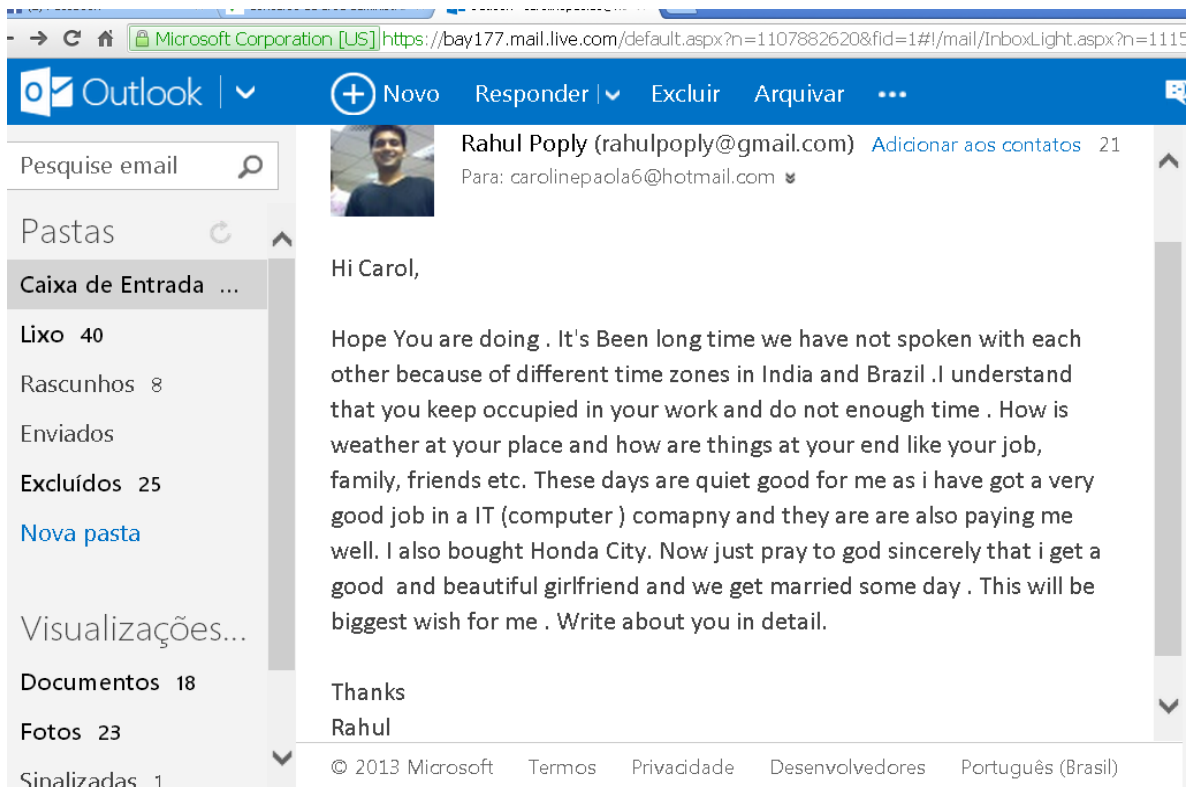 Microsoft Corporation [US] https://bay177.mail.live.com/default.aspx?n=1107882620&fid=1#!/mail/InboxLight.aspx?n=1115
Outlook
Novo Responder Excluir Arquivar •••
Pesquise email
Rahul Poply (rahulpoply@gmail.com) Adicionar aos contatos 21
Para: carolinepaola6@hotmail.com
Pastas
Caixa de Entrada ...
Lixo 40
Rascunhos 8
Enviados
Excluídos 25
Nova pasta
Visualizações...
Documentos 18
Fotos 23
Sinalizadas 1
Hi Carol,
Hope You are doing . It's Been long time we have not spoken with each
other because of different time zones in India and Brazil .I understand
that you keep occupied in your work and do not enough time . How is
weather at your place and how are things at your end like your job,
family, friends etc. These days are quiet good for me as i have got a very
good job in a IT (computer ) comapny and they are are also paying me
well. I also bought Honda City. Now just pray to god sincerely that i get a
good  and beautiful girlfriend and we get married some day . This will be
biggest wish for me . Write about you in detail.
Thanks
Rahul
© 2013 Microsoft Termos Privacidade Desenvolvedores Português (Brasil)